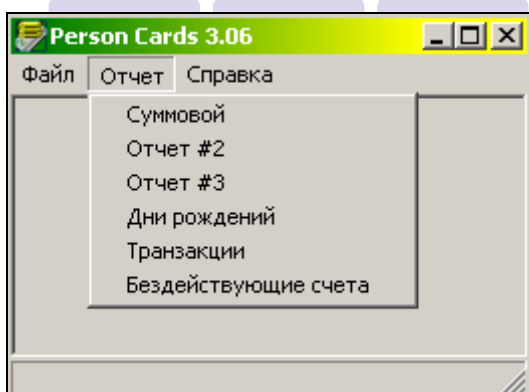 Person Cards 3.06
Файл Отчет Справка
Суммовой
Отчет #2
Отчет #3
Дни рождений
Транзакции
Бездействующие счета